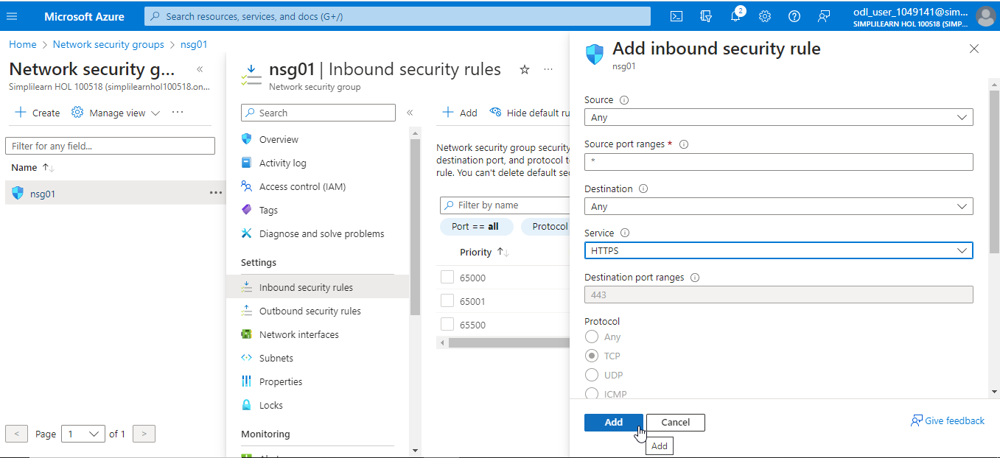 Microsoft Azure
Search resources, services, and docs (G+/)
2
odl_user_1049141@sim...
SIMPLILEARN HOL 100518 (SIMP...
Home > Network security groups > nsg01
Network security g...
«
Simplilearn HOL 100518 (simplilearnhol100518.on...
Create
Manage view
...
Filter for any field...
Name
nsg01
...
< Page 1 of 1 >
nsg01 | Inbound security rules
...
Network security group
Search
«
Overview
Activity log
Access control (IAM)
Tags
Diagnose and solve problems
Settings
Inbound security rules
Outbound security rules
Network interfaces
Subnets
Properties
Locks
Monitoring
Add
Hide default ru
Network security group security
destination port, and protocol t
rule. You can't delete default se
Filter by name
Port == all
Protocol
Priority
65000
65001
65500
Add inbound security rule
nsg01
Source
Any
Source port ranges *
*
Destination
Any
Service
HTTPS
Destination port ranges
443
Protocol
Any
TCP
UDP
ICMP
Add
Cancel
Give feedback
Add